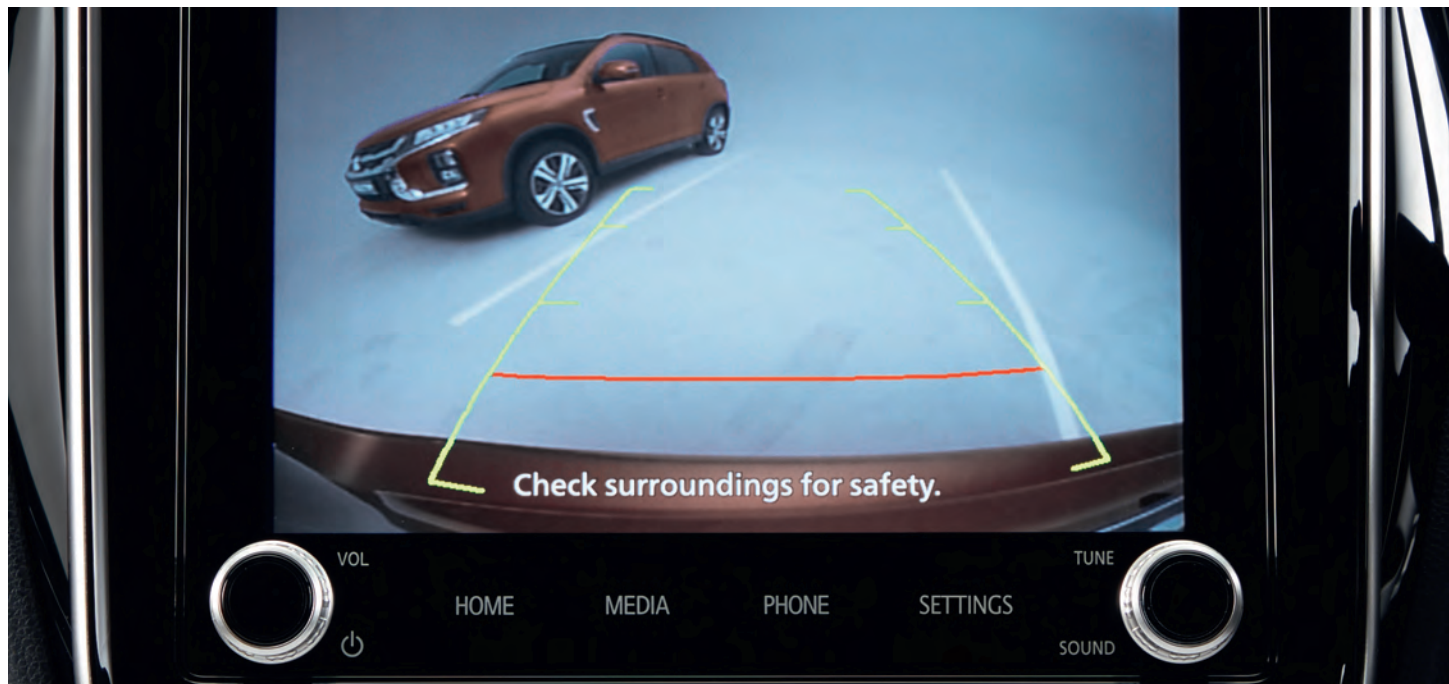 Check surroundings for safety.
VOL
TUNE
HOME
MEDIA
PHONE
SETTINGS
SOUND